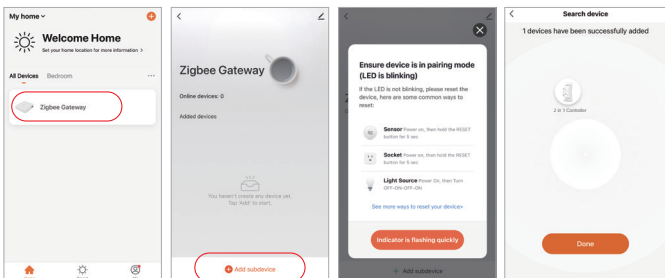 My home
Welcome Home
Set your home location for more information >
All Devices Bedroom ...
Zigbee Gateway
Zigbee Gateway
Online devices: 0
Added devices
You haven't create any device yet.
Tap 'Add' to start.
Add subdevice
Ensure device is in pairing mode
(LED is blinking)
If the LED is not blinking, please reset the
device, here are some common ways to
reset:
Sensor Power on, then hold the RESET
button for 5 sec
Socket Power on, then hold the RESET
button for 5 sec
Light Source Power On, then Turn
OFF-ON-OFF-ON
See more ways to reset your device>
Indicator is flashing quickly
+ Add subdevice
Search device
1 devices have been successfully added
2 in 1 Controller
Done